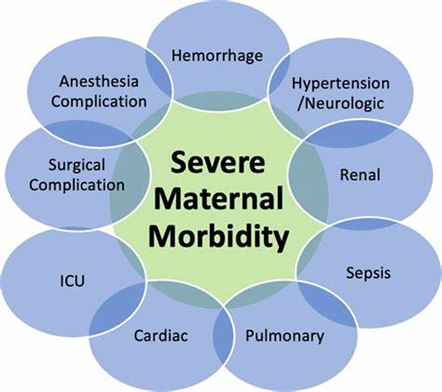 Hemorrhage
Hypertension
/Neurologic
Renal
Sepsis
Pulmonary
Cardiac
ICU
Surgical
Complication
Anesthesia
Complication
Severe
Maternal
Morbidity